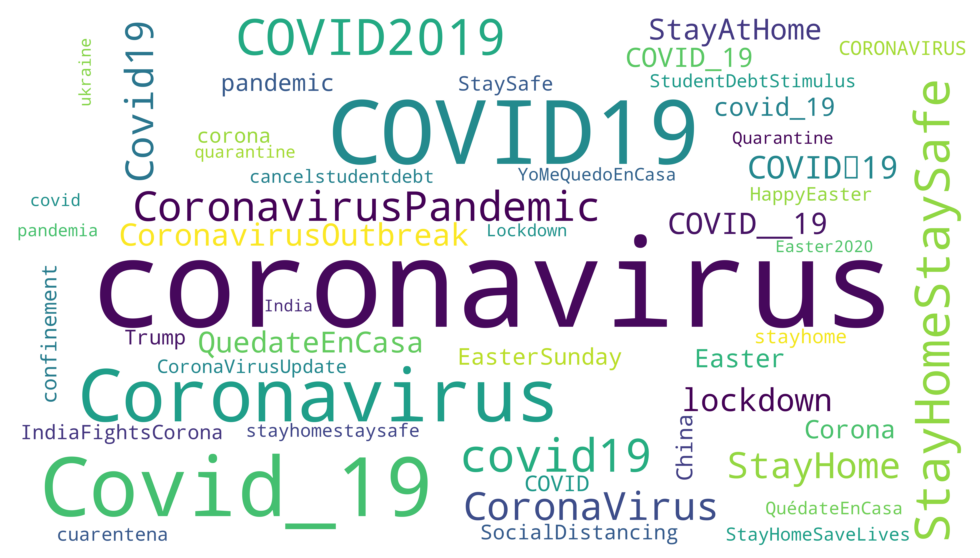 COVID2019
StayAtHome
CORONAVIRUS
COVID_19
ukraine
Covid19
pandemic
StaySafe
StudentDebtStimulus
COVID19
covid_19
corona
Quarantine
quarantine
COVID▯19
cancelstudentdebt
YoMeQuedoEnCasa
HappyEaster
covid
CoronavirusPandemic
COVID__19
pandemia
CoronavirusOutbreak
Lockdown
Easter2020
coronavirus
India
StayHomeStaySafe
confinement
Trump
QuedateEnCasa
stayhome
EasterSunday
Easter
CoronaVirusUpdate
Coronavirus
lockdown
IndiaFightsCorona
stayhomestaysafe
China
Corona
covid19
StayHome
Covid_19
COVID
CoronaVirus
QuédateEnCasa
cuarentena
SocialDistancing
StayHomeSaveLives